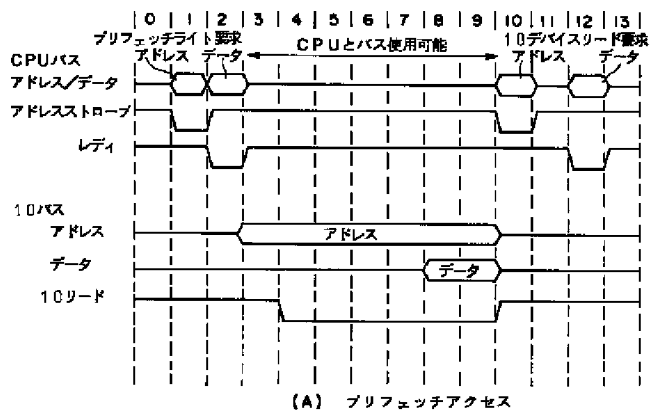 0 1 2 3 4 5 6 7 8 9 10 11 12 13
プリフェッチライト要求
アドレス データ
CPUとバス使用可能
IOデバイスリード要求
アドレス データ
CPUバス
アドレス/データ
アドレスストローブ
レディ
IOバス
アドレス アドレス
データ データ
IOリード
(A) プリフェッチアクセス